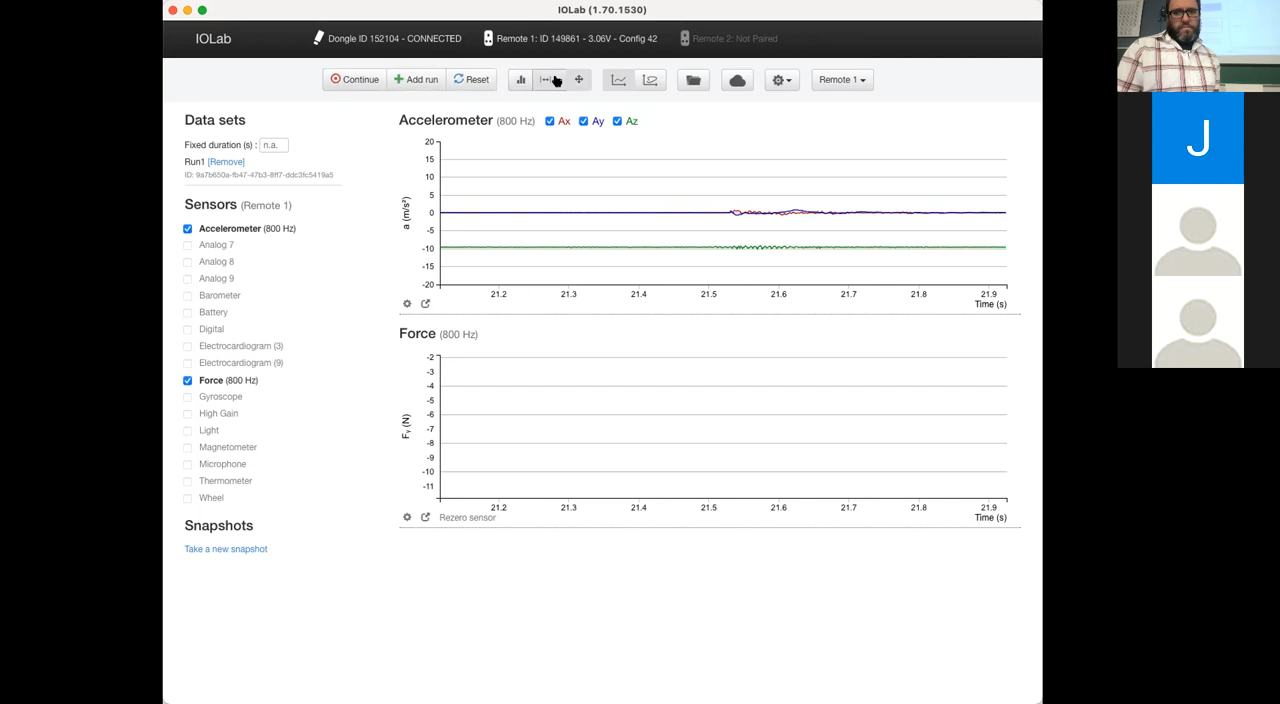 IOLab (1.70.1530)
IOLab Dongle ID 152104 - CONNECTED Remote 1: ID 149861 - 3.06V - Config 42 Remote 2: Not Paired
Continue Add run Reset Remote 1
Data sets
Fixed duration (s) : n.a.
Run1 [Remove]
ID: 9a7b650a-fb47-47b3-8ff7-ddc3fc5419a5
Sensors (Remote 1)
Accelerometer (800 Hz)
Analog 7
Analog 8
Analog 9
Barometer
Battery
Digital
Electrocardiogram (3)
Electrocardiogram (9)
Force (800 Hz)
Gyroscope
High Gain
Light
Magnetometer
Microphone
Thermometer
Wheel
Snapshots
Take a new snapshot
Accelerometer (800 Hz) Ax Ay Az
a (m/s²)
20
15
10
5
0
-5
-10
-15
-20
21.2 21.3 21.4 21.5 21.6 21.7 21.8 21.9
Time (s)
Force (800 Hz)
Fy (N)
-2
-3
-4
-5
-6
-7
-8
-9
-10
-11
21.2 21.3 21.4 21.5 21.6 21.7 21.8 21.9
Rezero sensor Time (s)
J